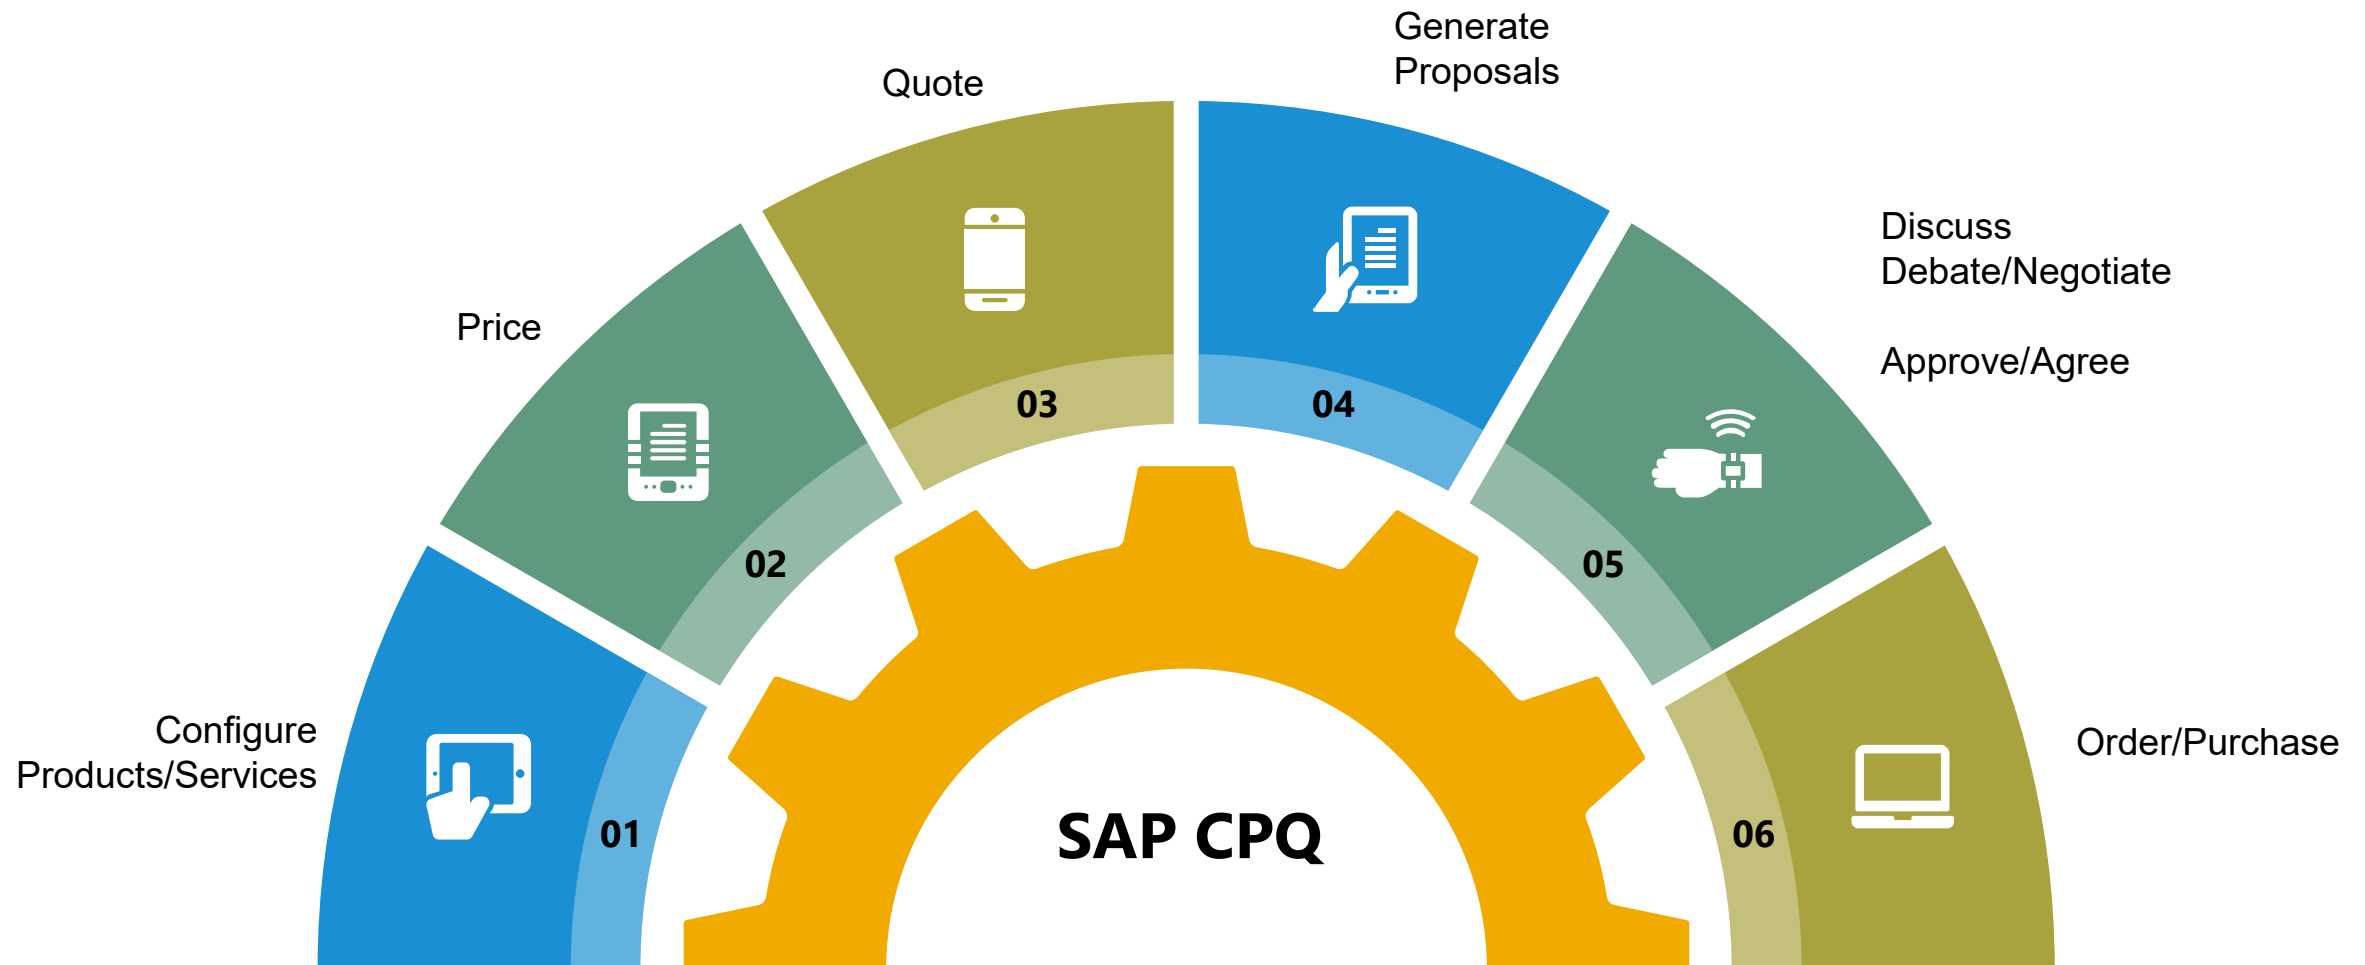 Configure
Products/Services
01
Price
02
Quote
03
Generate
Proposals
04
Discuss
Debate/Negotiate
Approve/Agree
05
Order/Purchase
06
SAP CPQ